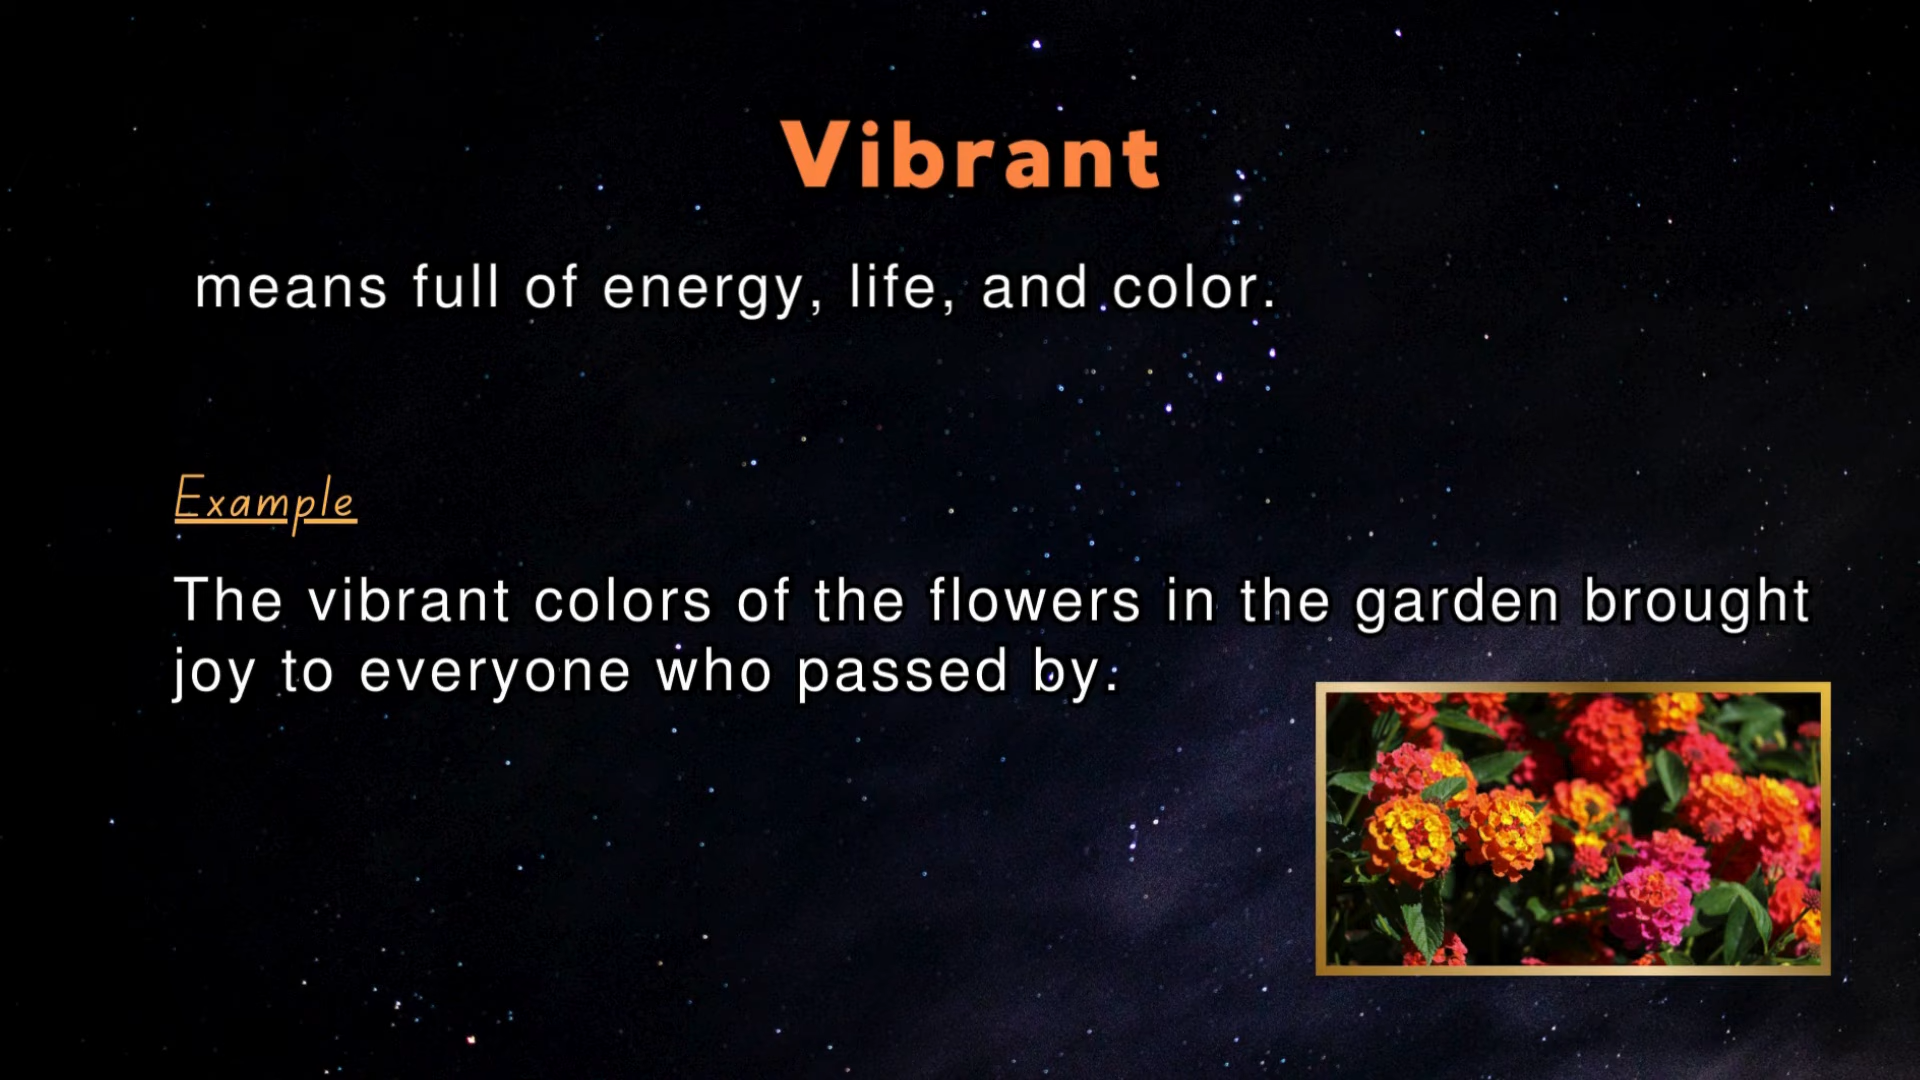 Vibrant
means full of energy, life, and color.
Example
The vibrant colors of the flowers in the garden brought
joy to everyone who passed by.